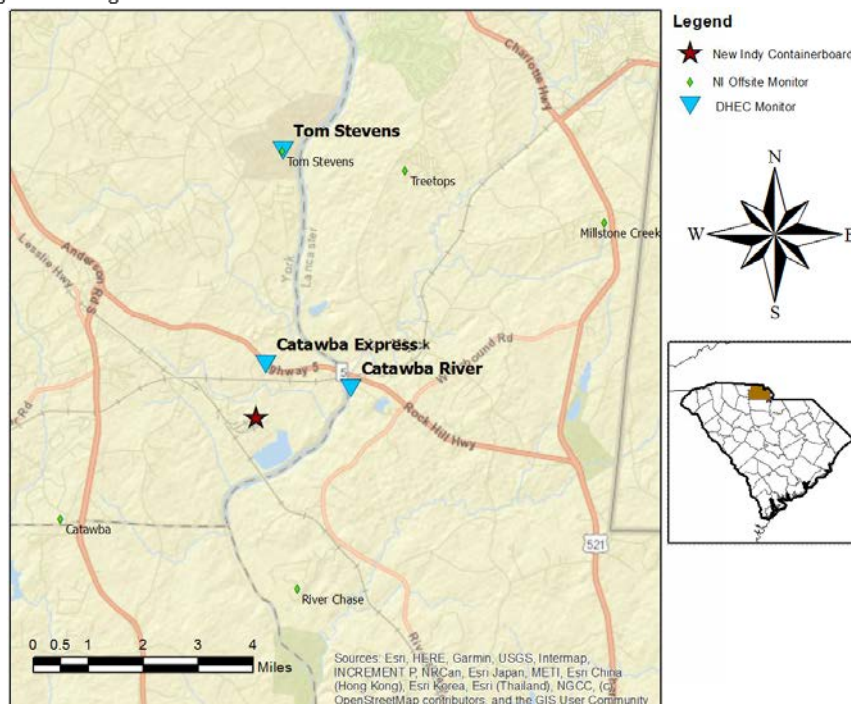 Legend
New Indy Containerboard
NI Offsite Monitor
DHEC Monitor
N
W
E
S
Charlotte Hwy
Tom Stevens
Tom Stevens
Treetops
Millstone Creek
York
Lancaster
Lesslie Hwy
Anderson Rd S
Catawba Express
Highway 5
5
Catawba River
Rock Hill Hwy
Catawba
521
River Chase
0 0.5 1 2 3 4
Miles
Sources: Esri, HERE, Garmin, USGS, Intermap,
INCREMENT P, NRCan, Esri Japan, METI, Esri China
(Hong Kong), Esri Korea, Esri (Thailand), NGCC, (c)
OpenStreetMap contributors, and the GIS User Community